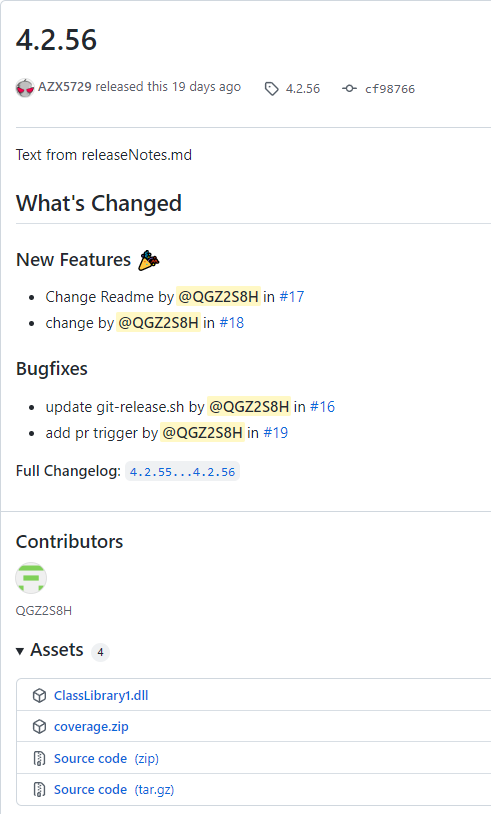 4.2.56
AZX5729 released this 19 days ago 4.2.56 cf98766
Text from releaseNotes.md
What's Changed
New Features 🎉
Change Readme by @QGZ2S8H in #17
change by @QGZ2S8H in #18
Bugfixes
update git-release.sh by @QGZ2S8H in #16
add pr trigger by @QGZ2S8H in #19
Full Changelog: 4.2.55...4.2.56
Contributors
QGZ2S8H
Assets 4
ClassLibrary1.dll
coverage.zip
Source code (zip)
Source code (tar.gz)